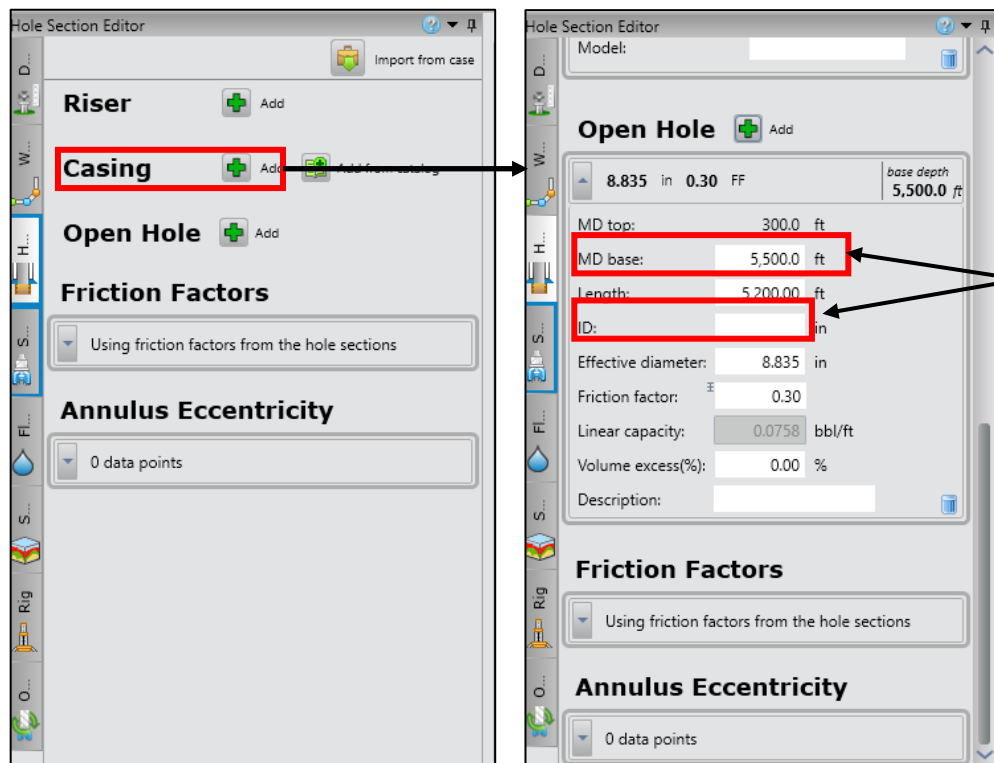 Hole Section Editor
Import from case
D...
Riser Add
W...
Casing Add Add from catalog
H...
Open Hole Add
Friction Factors
S...
Using friction factors from the hole sections
Annulus Eccentricity
Fl...
0 data points
S...
Rig
O...
Hole Section Editor
Model:
D...
Open Hole Add
W...
8.835 in 0.30 FF base depth
5,500.0 ft
MD top: 300.0 ft
H...
MD base: 5,500.0 ft
Length: 5,200.00 ft
ID: in
S...
Effective diameter: 8.835 in
Friction factor: 0.30
Fl...
Linear capacity: 0.0758 bbl/ft
Volume excess(%): 0.00 %
Description:
S...
Friction Factors
Rig
Using friction factors from the hole sections
Annulus Eccentricity
O...
0 data points